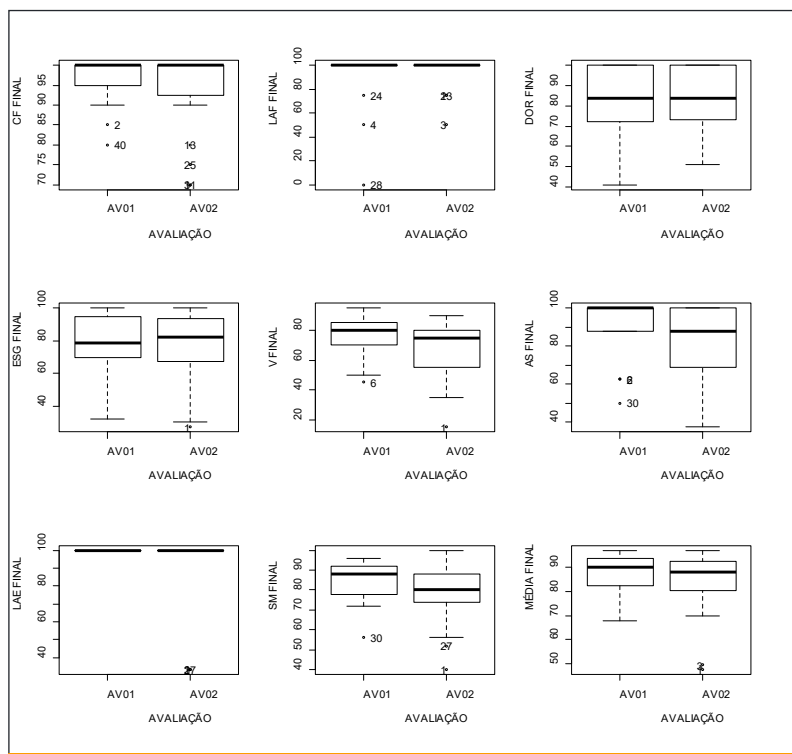 CF FINAL
70 75 80 85 90 95
2
40
13
25
AV01 AV02
AVALIAÇÃO
LAF FINAL
0 20 40 60 80 100
24
4
28
3
AV01 AV02
AVALIAÇÃO
DOR FINAL
40 50 60 70 80 90 100
AV01 AV02
AVALIAÇÃO
ESG FINAL
40 60 80 100
1
AV01 AV02
AVALIAÇÃO
V FINAL
20 40 60 80
6
1
AV01 AV02
AVALIAÇÃO
AS FINAL
40 60 80 100
30
AV01 AV02
AVALIAÇÃO
LAE FINAL
40 60 80 100
AV01 AV02
AVALIAÇÃO
SM FINAL
40 50 60 70 80 90
30
27
1
AV01 AV02
AVALIAÇÃO
MÉDIA FINAL
50 60 70 80 90
AV01 AV02
AVALIAÇÃO